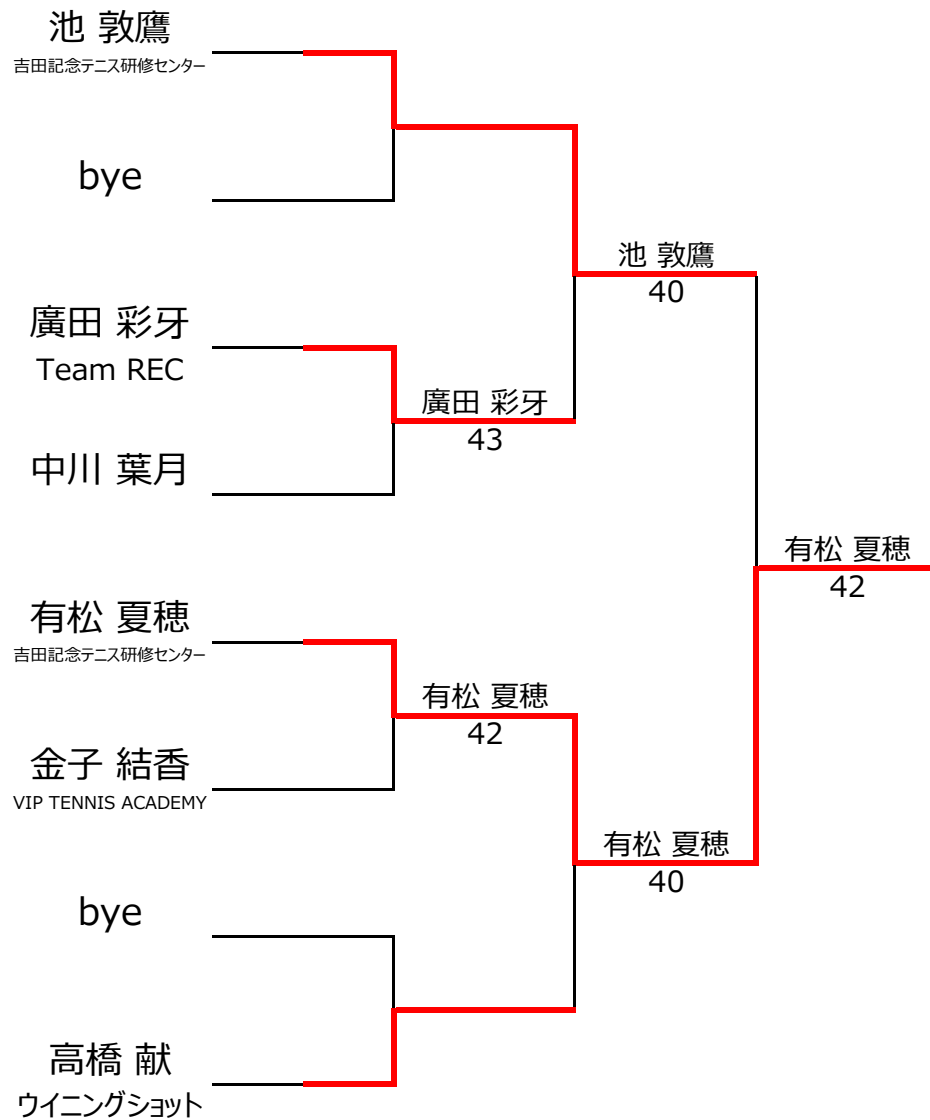 池 敦鷹
吉田記念テニス研修センター
bye
池 敦鷹
40
廣田 彩牙
Team REC
廣田 彩牙
43
中川 葉月
有松 夏穂
42
有松 夏穂
吉田記念テニス研修センター
有松 夏穂
42
金子 結香
VIP TENNIS ACADEMY
有松 夏穂
40
bye
高橋 献
ウイニングショット